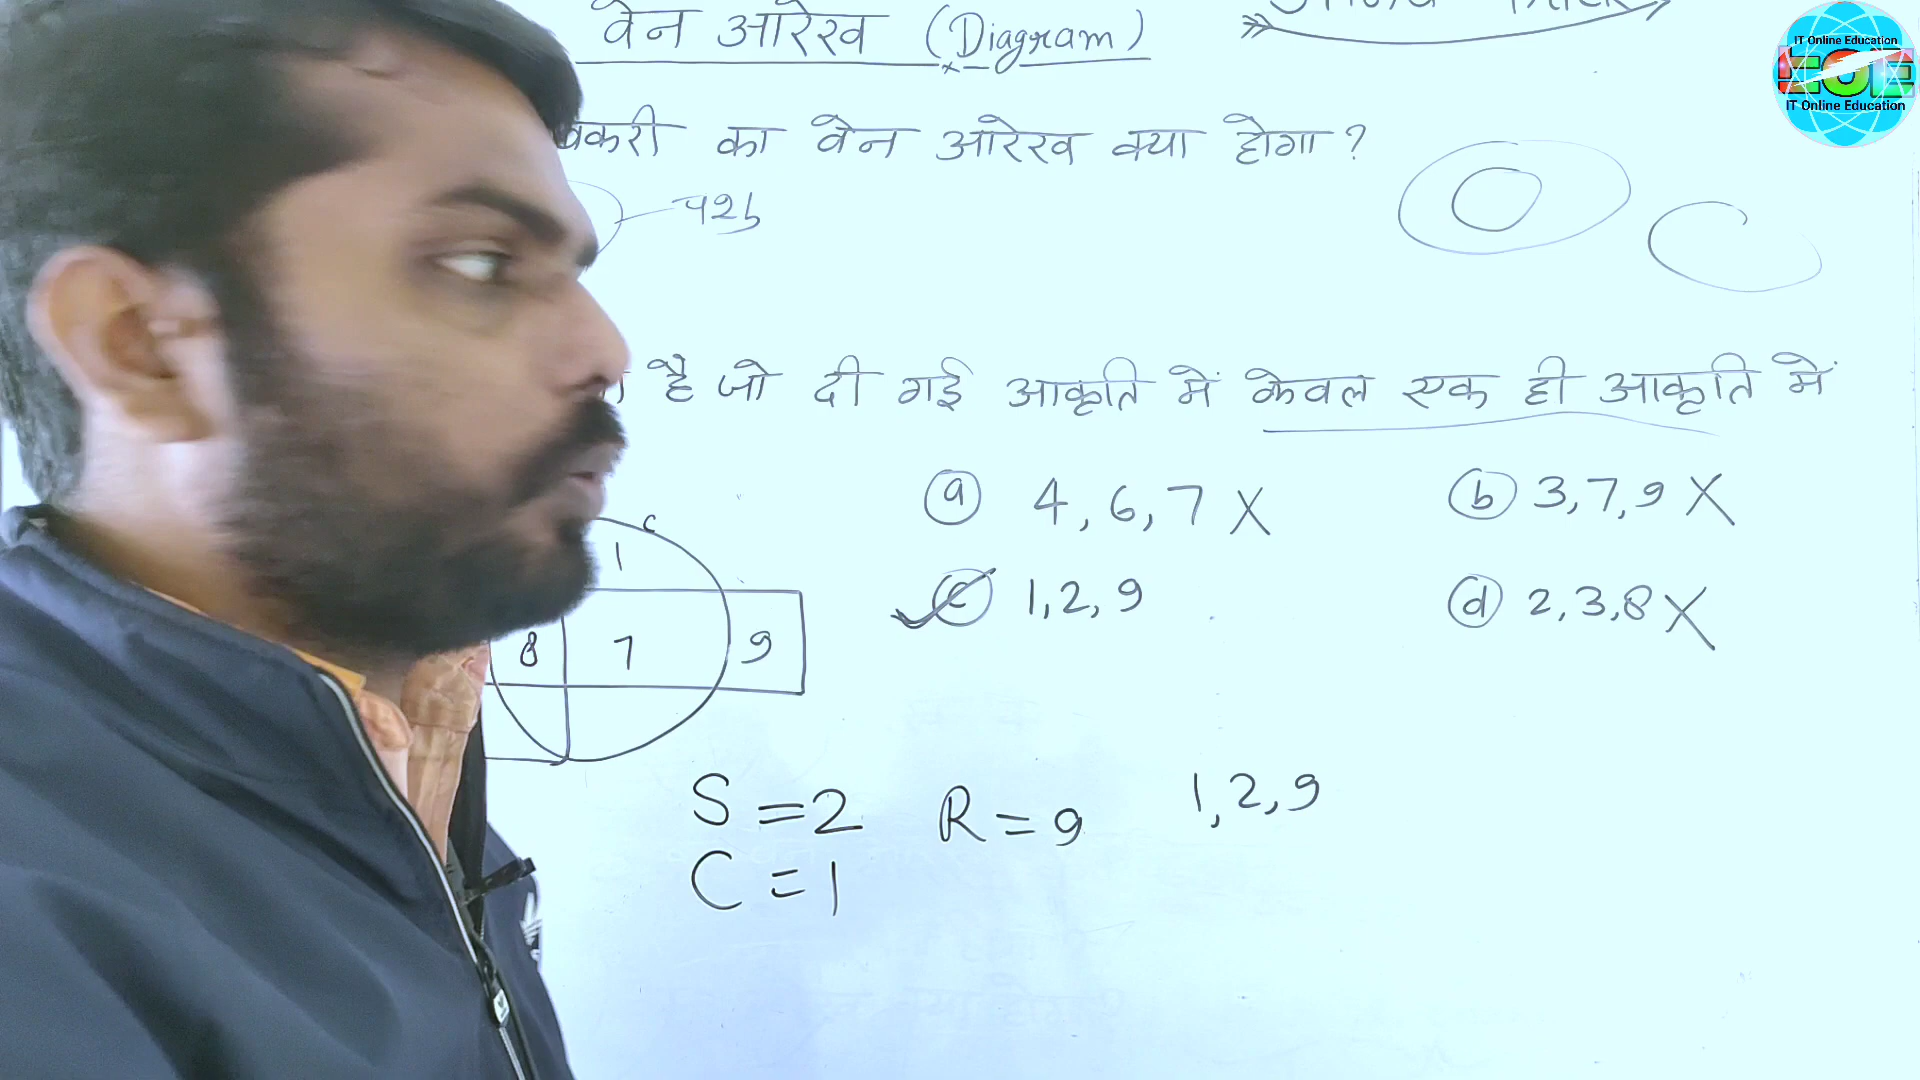 वेन आरेख (Diagram)
IT Online Education
EOE
IT Online Education
बकरी का वेन आरेख क्या होगा ?
है जो दी गई आकृति में केवल एक ही आकृति में
(a) 4, 6, 7 X
(b) 3, 7, 9 X
(c) 1, 2, 9
(d) 2, 3, 8 X
C
1
8 7 9
S = 2 R = 9 1, 2, 9
C = 1